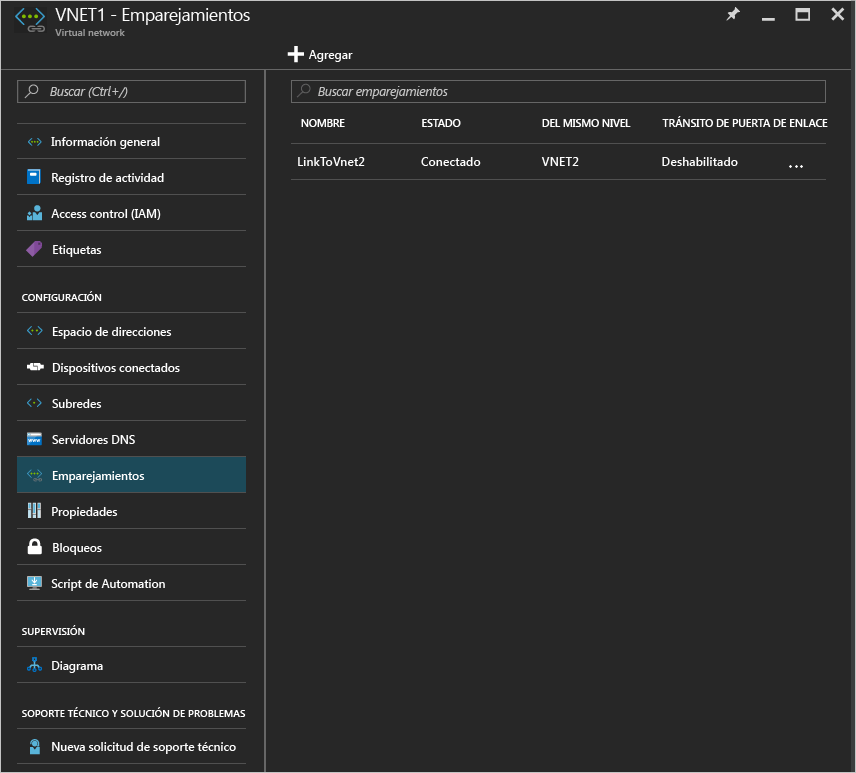 VNET1 - Emparejamientos
Virtual network
Agregar
Buscar (Ctrl+/)
Información general
Registro de actividad
Access control (IAM)
Etiquetas
CONFIGURACIÓN
Espacio de direcciones
Dispositivos conectados
Subredes
Servidores DNS
Emparejamientos
Propiedades
Bloqueos
Script de Automation
SUPERVISIÓN
Diagrama
SOPORTE TÉCNICO Y SOLUCIÓN DE PROBLEMAS
Nueva solicitud de soporte técnico
Buscar emparejamientos
NOMBRE ESTADO DEL MISMO NIVEL TRÁNSITO DE PUERTA DE ENLACE
LinkToVnet2 Conectado VNET2 Deshabilitado ...